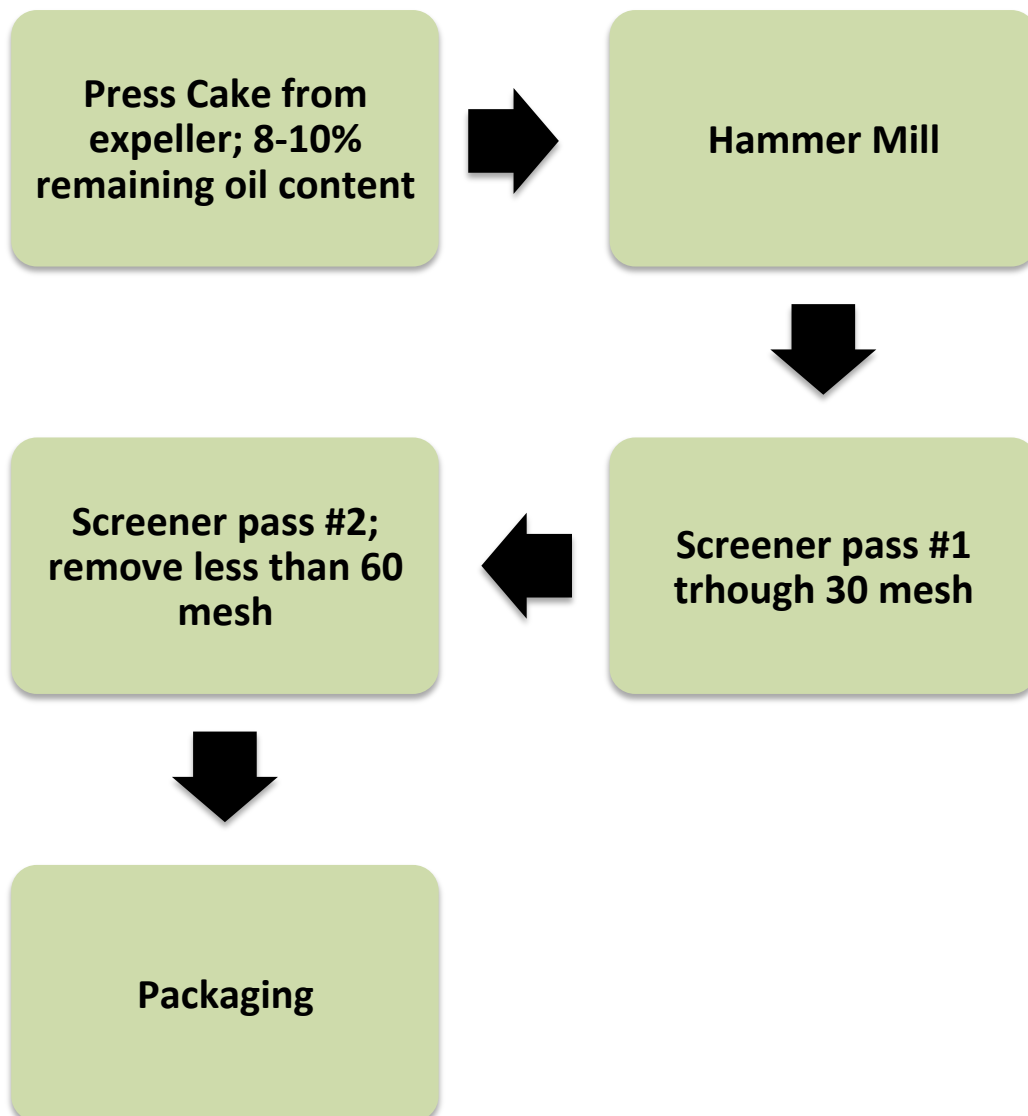 Press Cake from
expeller; 8-10%
remaining oil content
Hammer Mill
Screener pass #1
trhough 30 mesh
Screener pass #2;
remove less than 60
mesh
Packaging